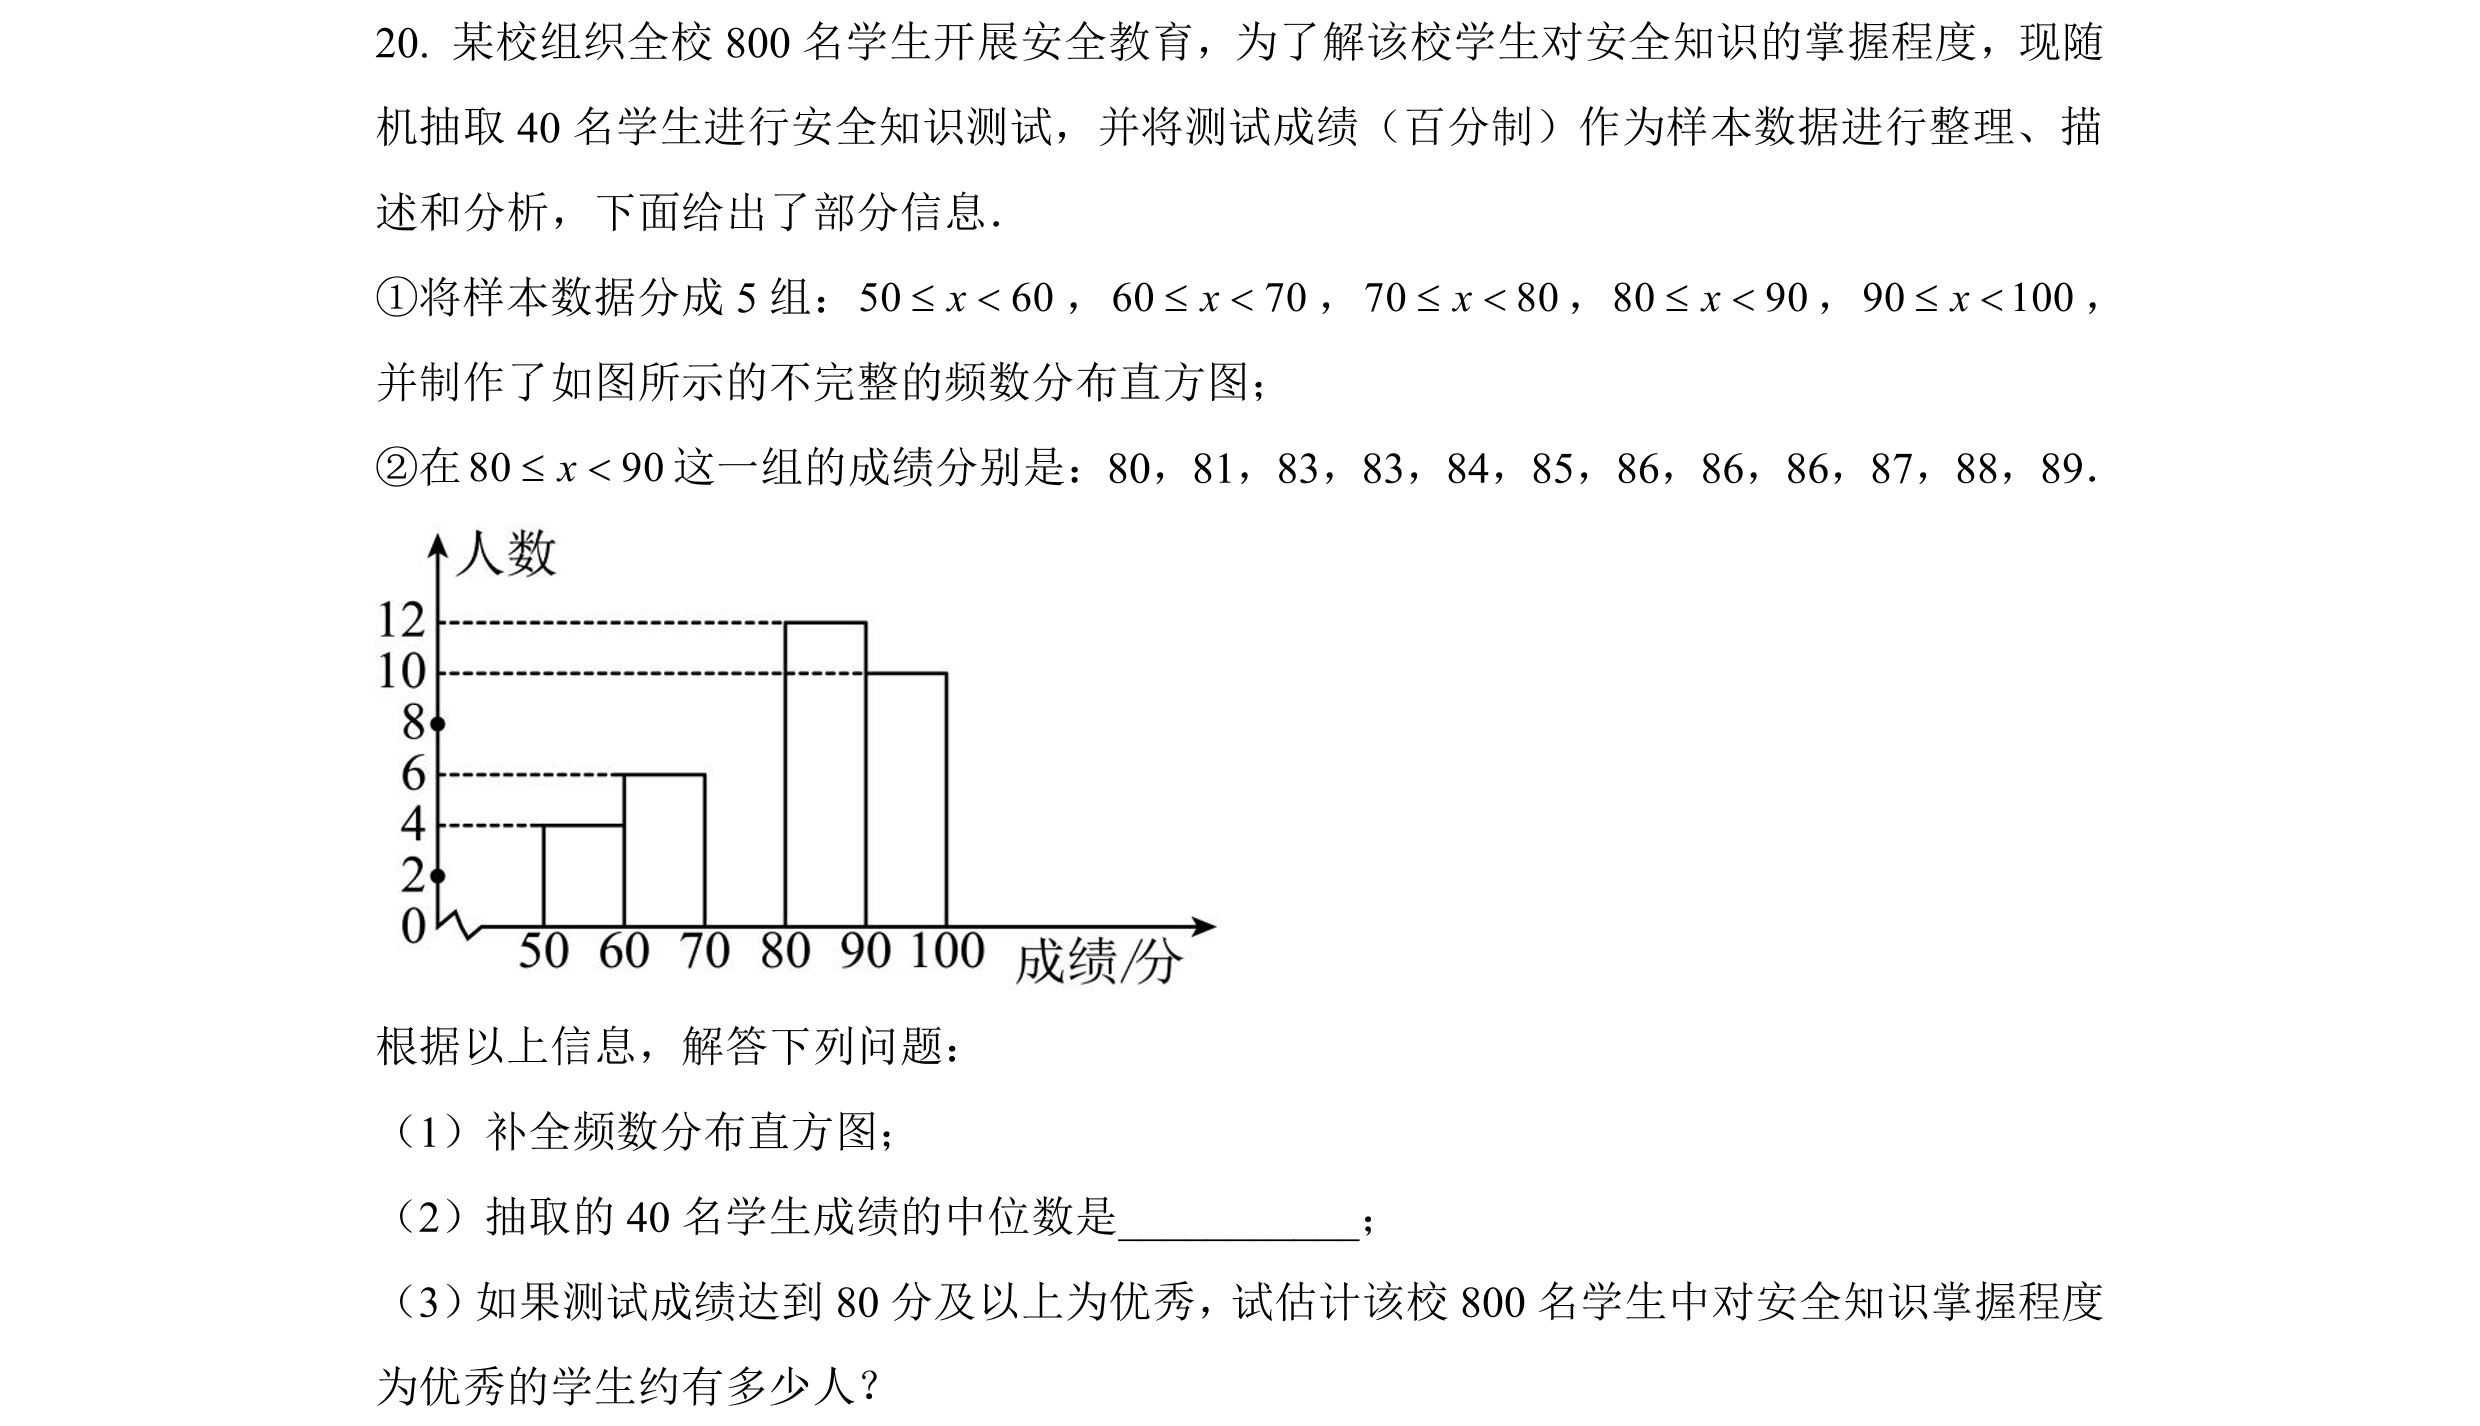 20. 某校组织全校 800 名学生开展安全教育，为了解该校学生对安全知识的掌握程度，现随
机抽取 40 名学生进行安全知识测试，并将测试成绩（百分制）作为样本数据进行整理、描
述和分析，下面给出了部分信息．
①将样本数据分成 5 组：50 ≤ x < 60，60 ≤ x < 70，70 ≤ x < 80，80 ≤ x < 90，90 ≤ x < 100，
并制作了如图所示的不完整的频数分布直方图；
②在 80 ≤ x < 90 这一组的成绩分别是：80，81，83，83，84，85，86，86，86，87，88，89．
人数
12
10
8
6
4
2
0
50 60 70 80 90 100 成绩/分
根据以上信息，解答下列问题：
（1）补全频数分布直方图；
（2）抽取的 40 名学生成绩的中位数是___________；
（3）如果测试成绩达到 80 分及以上为优秀，试估计该校 800 名学生中对安全知识掌握程度
为优秀的学生约有多少人？